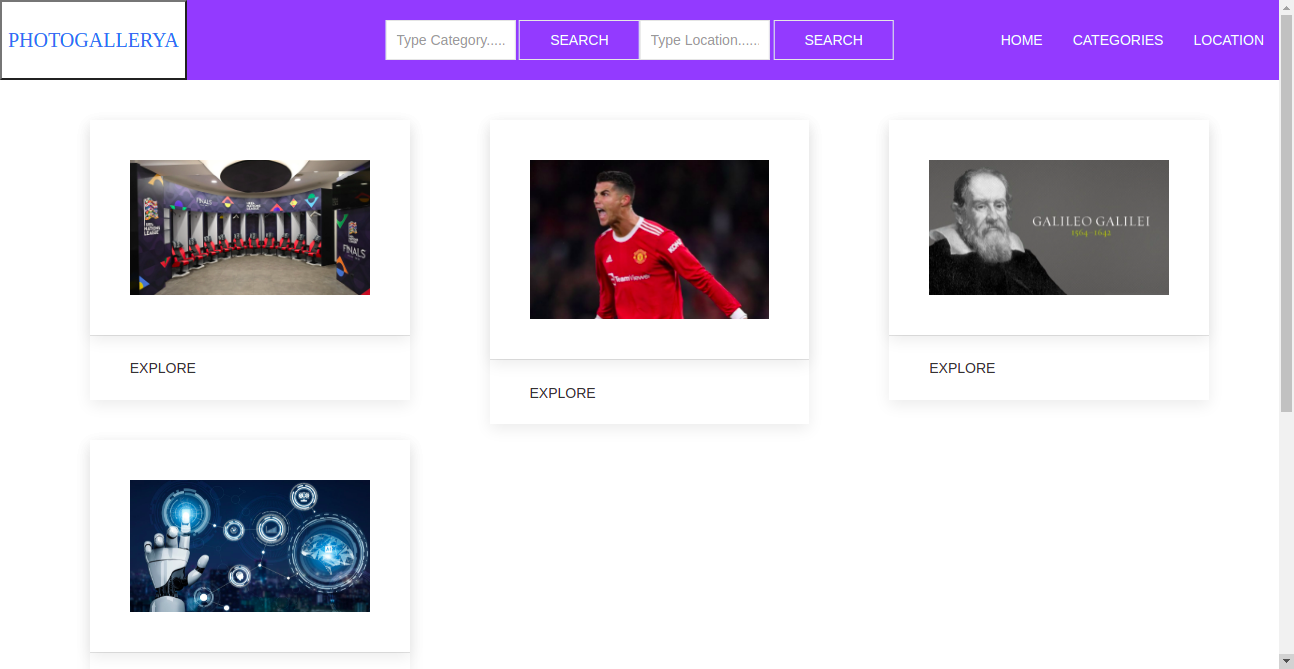 PHOTOGALLERYA
Type Category.....
SEARCH
Type Location......
SEARCH
HOME
CATEGORIES
LOCATION
FINALS
FINALS
TeamViewer
GALILEO GALILEI
1564-1642
EXPLORE
EXPLORE
EXPLORE